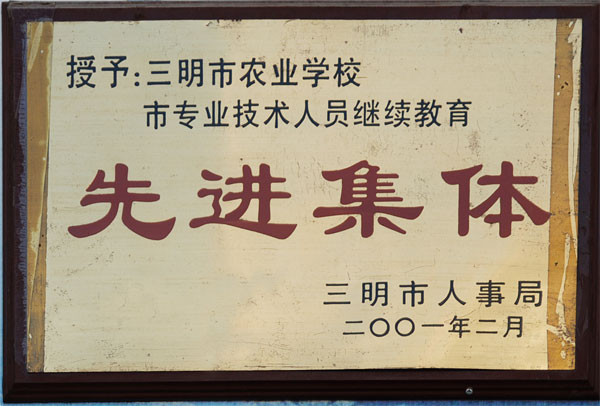 授予:三明市农业学校
市专业技术人员继续教育
先进集体
三明市人事局
二〇〇一年二月